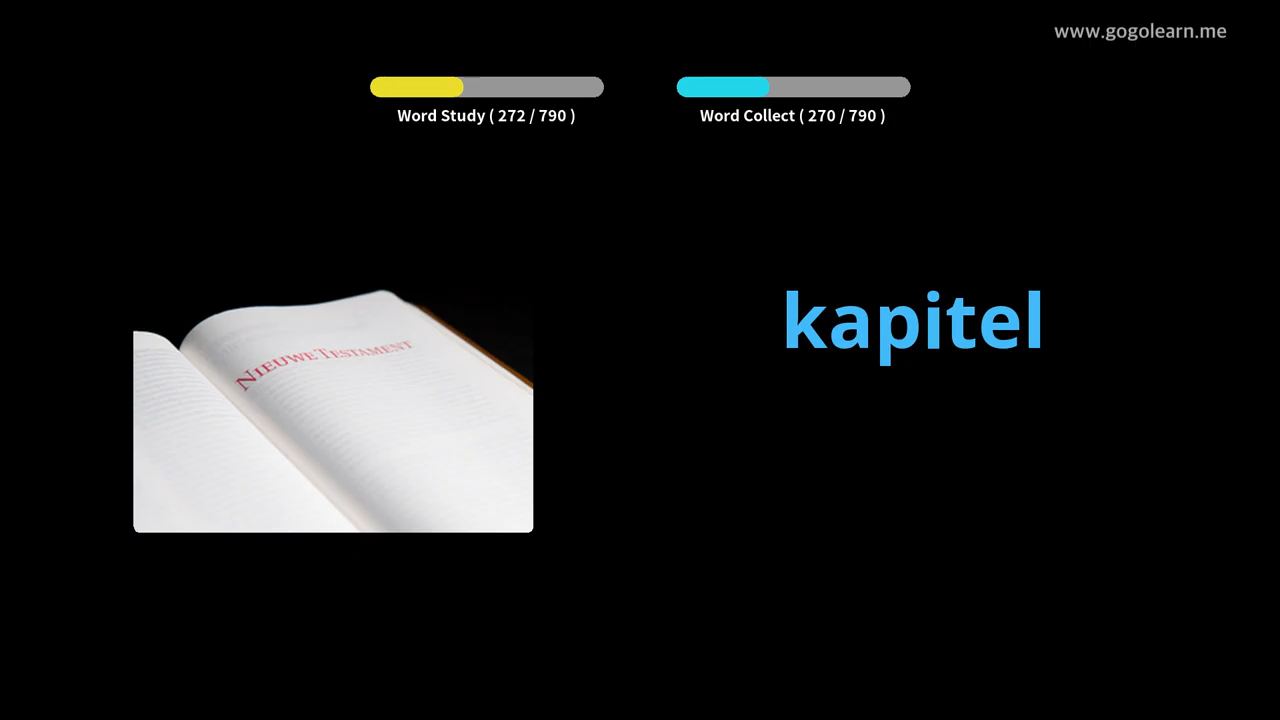 www.gogolearn.me
Word Study ( 272 / 790 )
Word Collect ( 270 / 790 )
kapitel
NIEUWE TESTAMENT